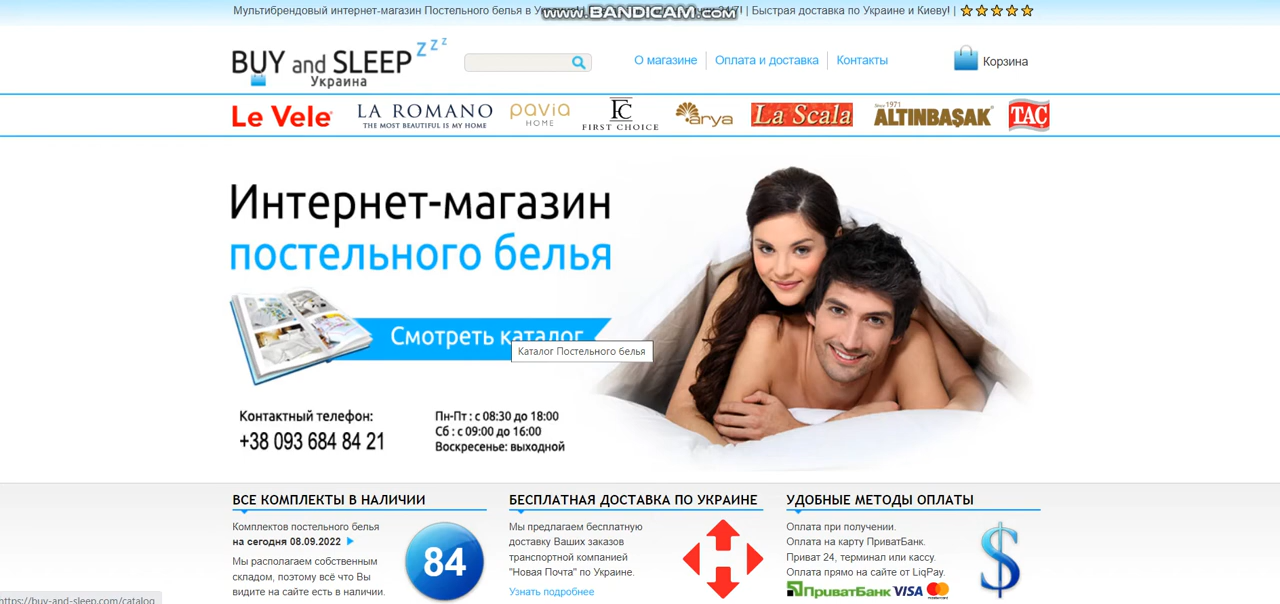 Мультибрендовый интернет-магазин Постельного белья в
www.BANDICAM.com
24/7! | Быстрая доставка по Украине и Киеву! |
BUY and SLEEP z z z
Украина
О магазине
Оплата и доставка
Контакты
Корзина
Le Vele
LA ROMANO
THE MOST BEAUTIFUL IS MY HOME
pavia
HOME
FC
FIRST CHOICE
arya
La Scala
Since 1971
ALTINBAŞAK
TAÇ
Интернет-магазин
постельного белья
Смотреть каталог
Каталог Постельного белья
Контактный телефон:
+38 093 684 84 21
Пн-Пт : с 08:30 до 18:00
Сб : с 09:00 до 16:00
Воскресенье: выходной
ВСЕ КОМПЛЕКТЫ В НАЛИЧИИ
Комплектов постельного белья
на сегодня 08.09.2022
Мы располагаем собственным
складом, поэтому всё что Вы
видите на сайте есть в наличии.
84
БЕСПЛАТНАЯ ДОСТАВКА ПО УКРАИНЕ
Мы предлагаем бесплатную
доставку Ваших заказов
транспортной компанией
"Новая Почта" по Украине.
Узнать подробнее
УДОБНЫЕ МЕТОДЫ ОПЛАТЫ
Оплата при получении.
Оплата на карту ПриватБанк.
Приват 24, терминал или кассу.
Оплата прямо на сайте от LiqPay.
ПриватБанк VISA
$
https://buy-and-sleep.com/catalog